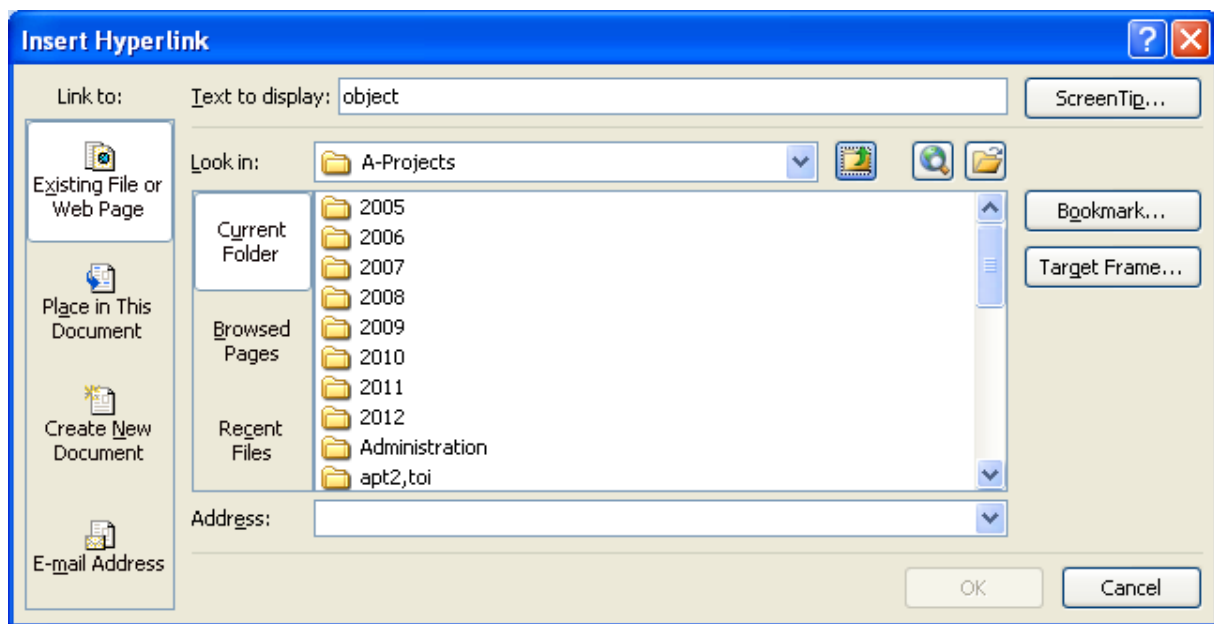 Insert Hyperlink
Link to:
Text to display: object
ScreenTip...
Existing File or
Web Page
Place in This
Document
Create New
Document
E-mail Address
Look in:
A-Projects
Current
Folder
Browsed
Pages
Recent
Files
2005
2006
2007
2008
2009
2010
2011
2012
Administration
apt2,toi
Bookmark...
Target Frame...
Address:
OK
Cancel